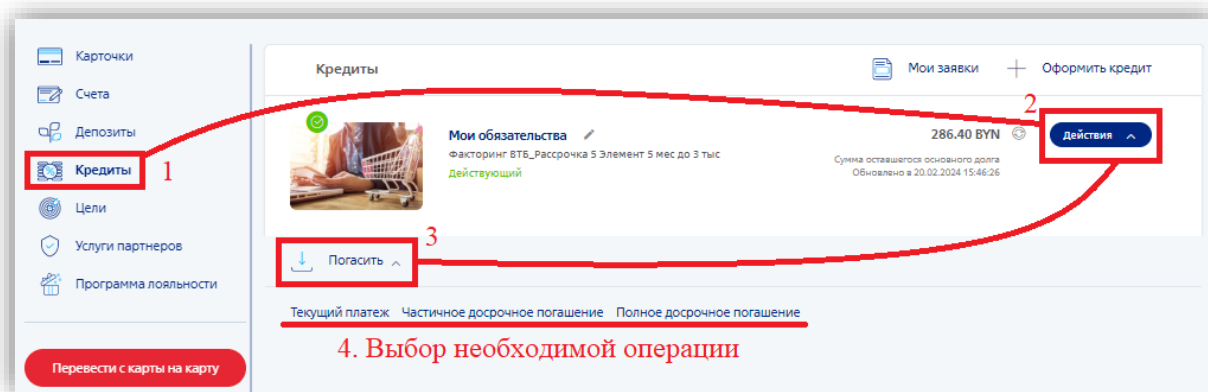 Карточки
Счета
Депозиты
Кредиты
1
Цели
Услуги партнеров
Программа лояльности
Перевести с карты на карту
Кредиты
Мои заявки
Оформить кредит
2
Мои обязательства
Факторинг ВТБ_Рассрочка 5 Элемент 5 мес до 3 тыс
Действующий
286.40 BYN
Сумма оставшегося основного долга
Обновлено в 20.02.2024 15:46:26
Действия
3
Погасить
Текущий платеж Частичное досрочное погашение Полное досрочное погашение
4. Выбор необходимой операции